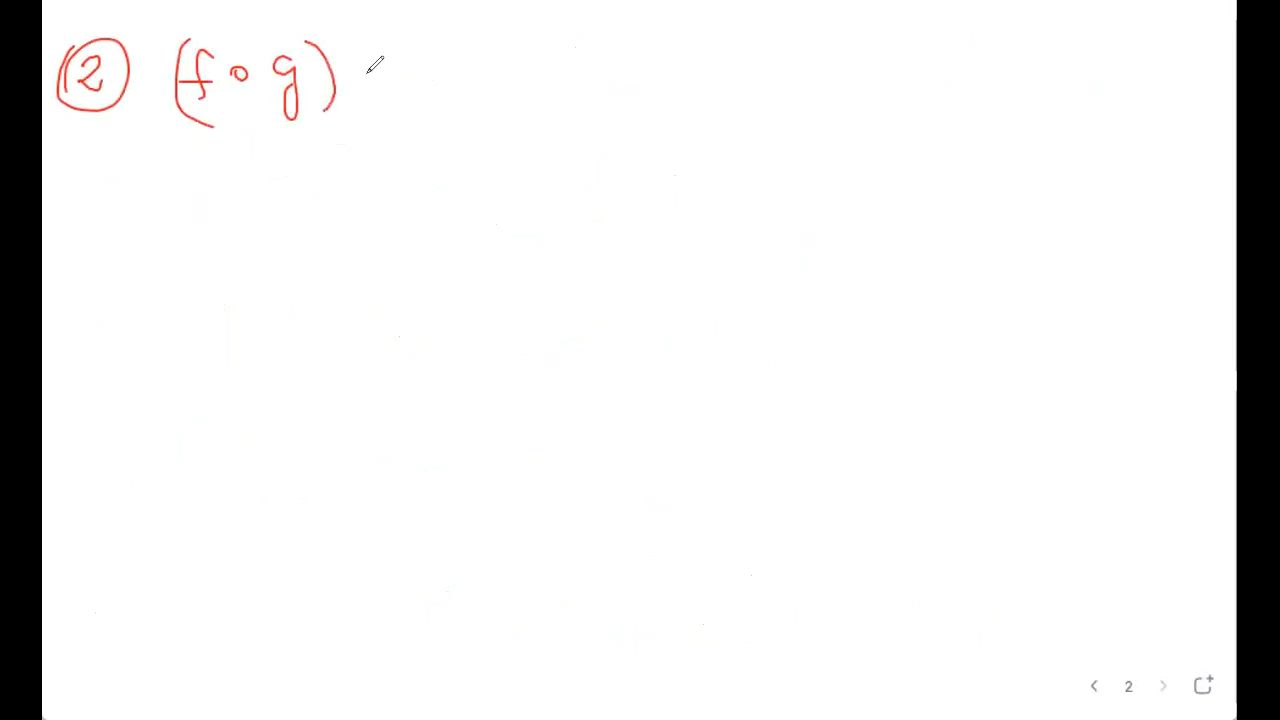 ② (f ∘ g)
< 2 >